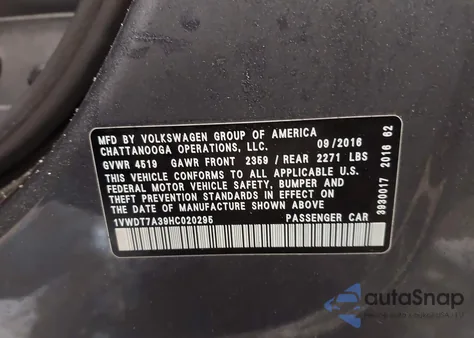 MFD BY VOLKSWAGEN GROUP OF AMERICA
CHATTANOOGA OPERATIONS, LLC. 09/2016
GVWR 4519 GAWR FRONT 2359 / REAR 2271 LBS
THIS VEHICLE CONFORMS TO ALL APPLICABLE U.S.
FEDERAL MOTOR VEHICLE SAFETY, BUMPER AND
THEFT PREVENTION STANDARDS IN EFFECT ON
THE DATE OF MANUFACTURE SHOWN ABOVE.
1VWDT7A39HC020295 PASSENGER CAR
3930017 2016 62
autaSnap